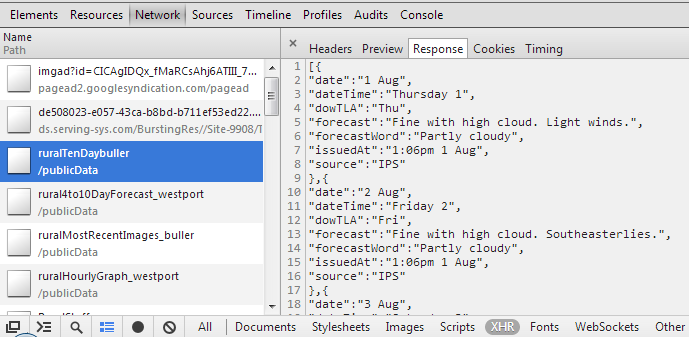 Elements Resources Network Sources Timeline Profiles Audits Console
Name
Path
imgad?id=CICAgIDQx_fMaRCsAhj6ATIII_7...
pagead2.googlesyndication.com/pagead
de508023-e057-43ca-b8bd-b711ef53ed22....
ds.serving-sys.com/BurstingRes//Site-9908/T
ruralTenDaybuller
/publicData
rural4to10DayForecast_westport
/publicData
ruralMostRecentImages_buller
/publicData
ruralHourlyGraph_westport
/publicData
× Headers Preview Response Cookies Timing
1 [{
2 "date":"1 Aug",
3 "dateTime":"Thursday 1",
4 "dowTLA":"Thu",
5 "forecast":"Fine with high cloud. Light winds.",
6 "forecastWord":"Partly cloudy",
7 "issuedAt":"1:06pm 1 Aug",
8 "source":"IPS"
9 },{
10 "date":"2 Aug",
11 "dateTime":"Friday 2",
12 "dowTLA":"Fri",
13 "forecast":"Fine with high cloud. Southeasterlies.",
14 "forecastWord":"Partly cloudy",
15 "issuedAt":"1:06pm 1 Aug",
16 "source":"IPS"
17 },{
18 "date":"3 Aug",
All Documents Stylesheets Images Scripts XHR Fonts WebSockets Other